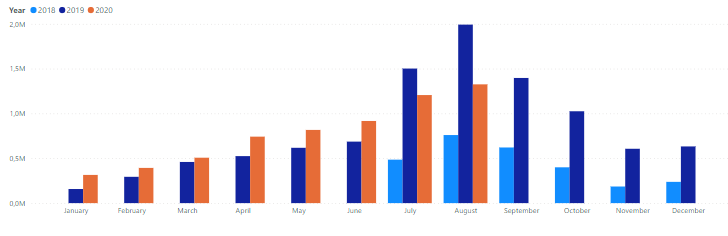 Year 2018 2019 2020
2,0M
1,5M
1,0M
0,5M
0,0M
January February March April May June July August September October November December